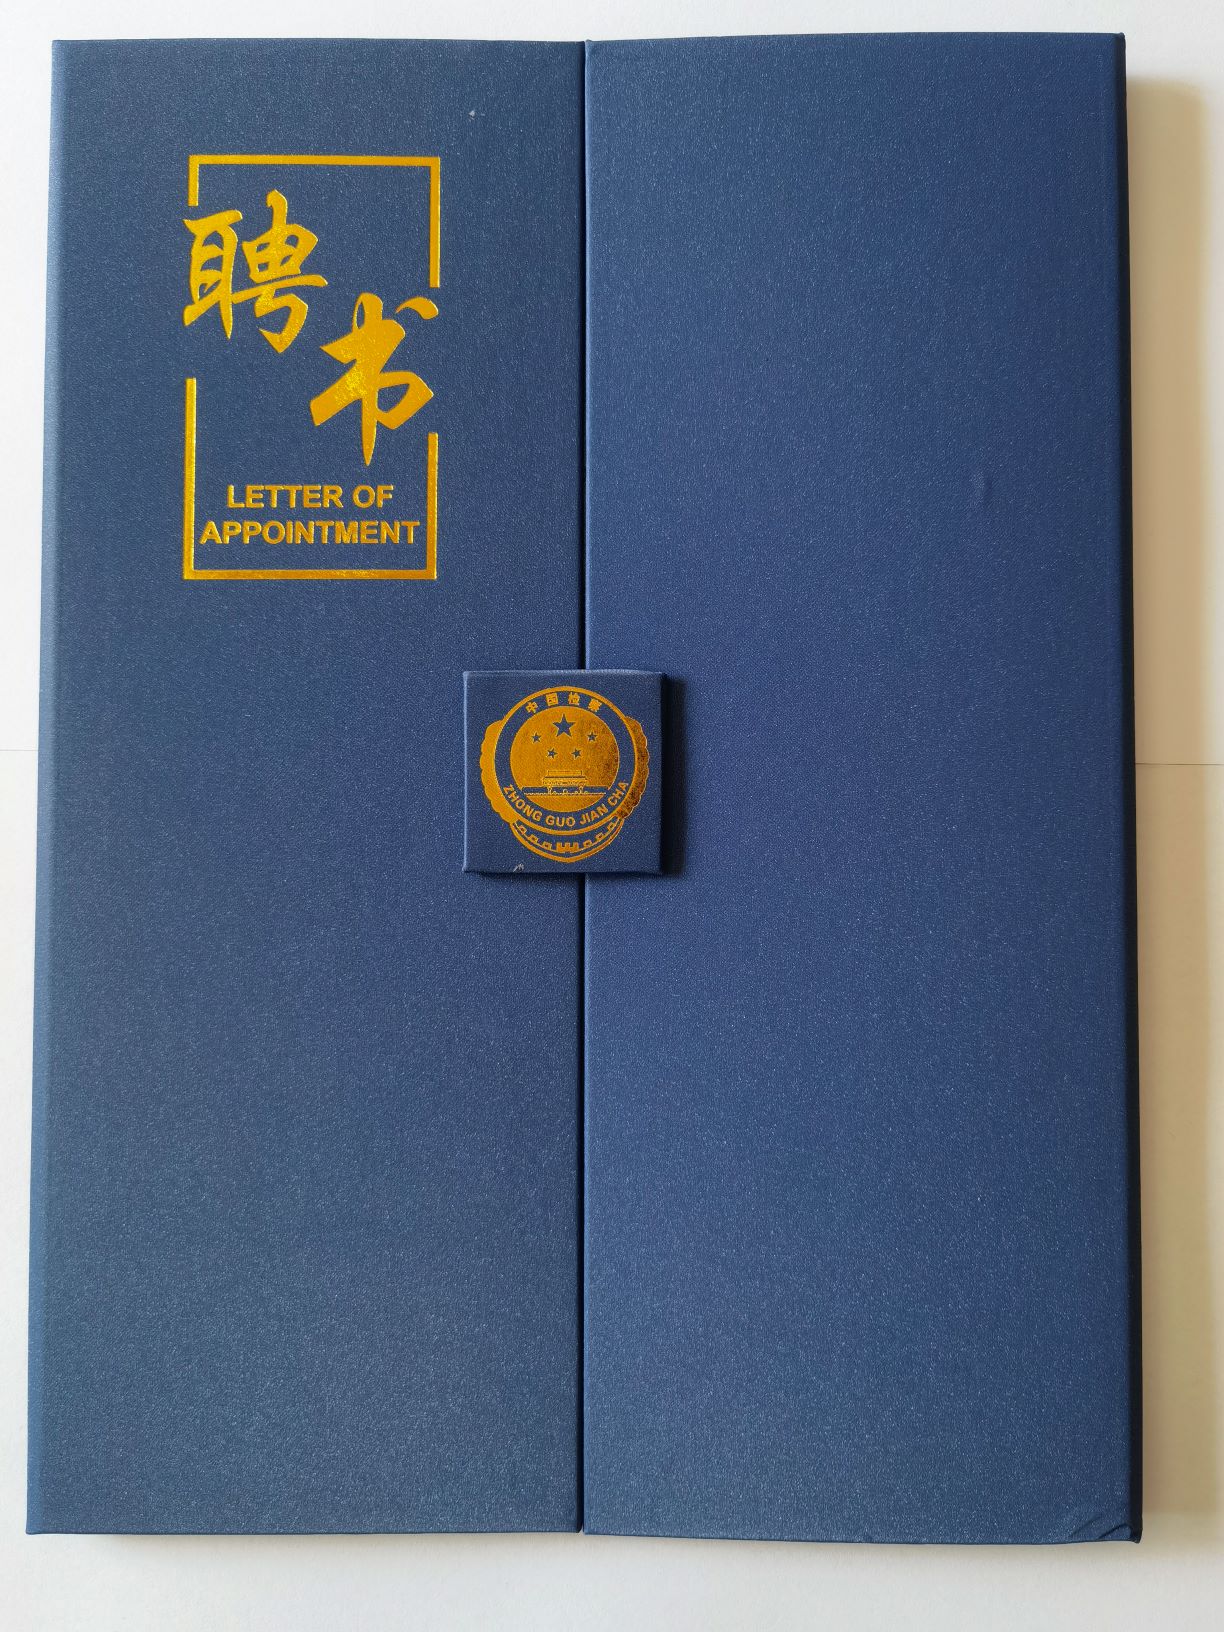 聘书
LETTER OF
APPOINTMENT
中国检察
ZHONG GUO JIAN CHA